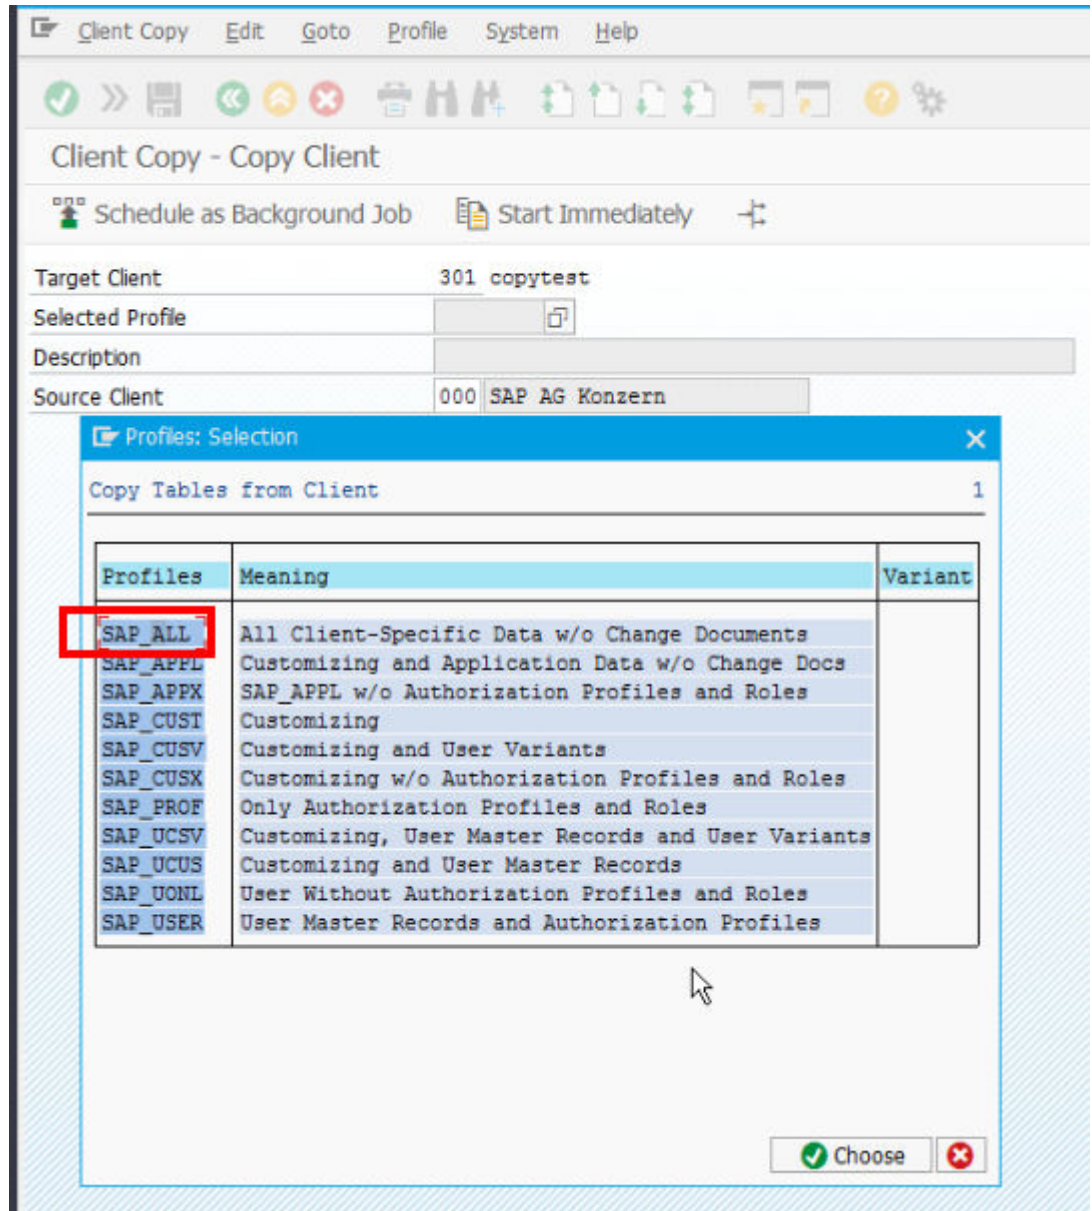 Client Copy Edit Goto Profile System Help
Client Copy - Copy Client
Schedule as Background Job Start Immediately
Target Client 301 copytest
Selected Profile
Description
Source Client 000 SAP AG Konzern
Profiles: Selection
Copy Tables from Client 1
Profiles Meaning Variant
SAP_ALL All Client-Specific Data w/o Change Documents
SAP_APPL Customizing and Application Data w/o Change Docs
SAP_APPX SAP_APPL w/o Authorization Profiles and Roles
SAP_CUST Customizing
SAP_CUSV Customizing and User Variants
SAP_CUSX Customizing w/o Authorization Profiles and Roles
SAP_PROF Only Authorization Profiles and Roles
SAP_UCSV Customizing, User Master Records and User Variants
SAP_UCUS Customizing and User Master Records
SAP_UONL User Without Authorization Profiles and Roles
SAP_USER User Master Records and Authorization Profiles
Choose